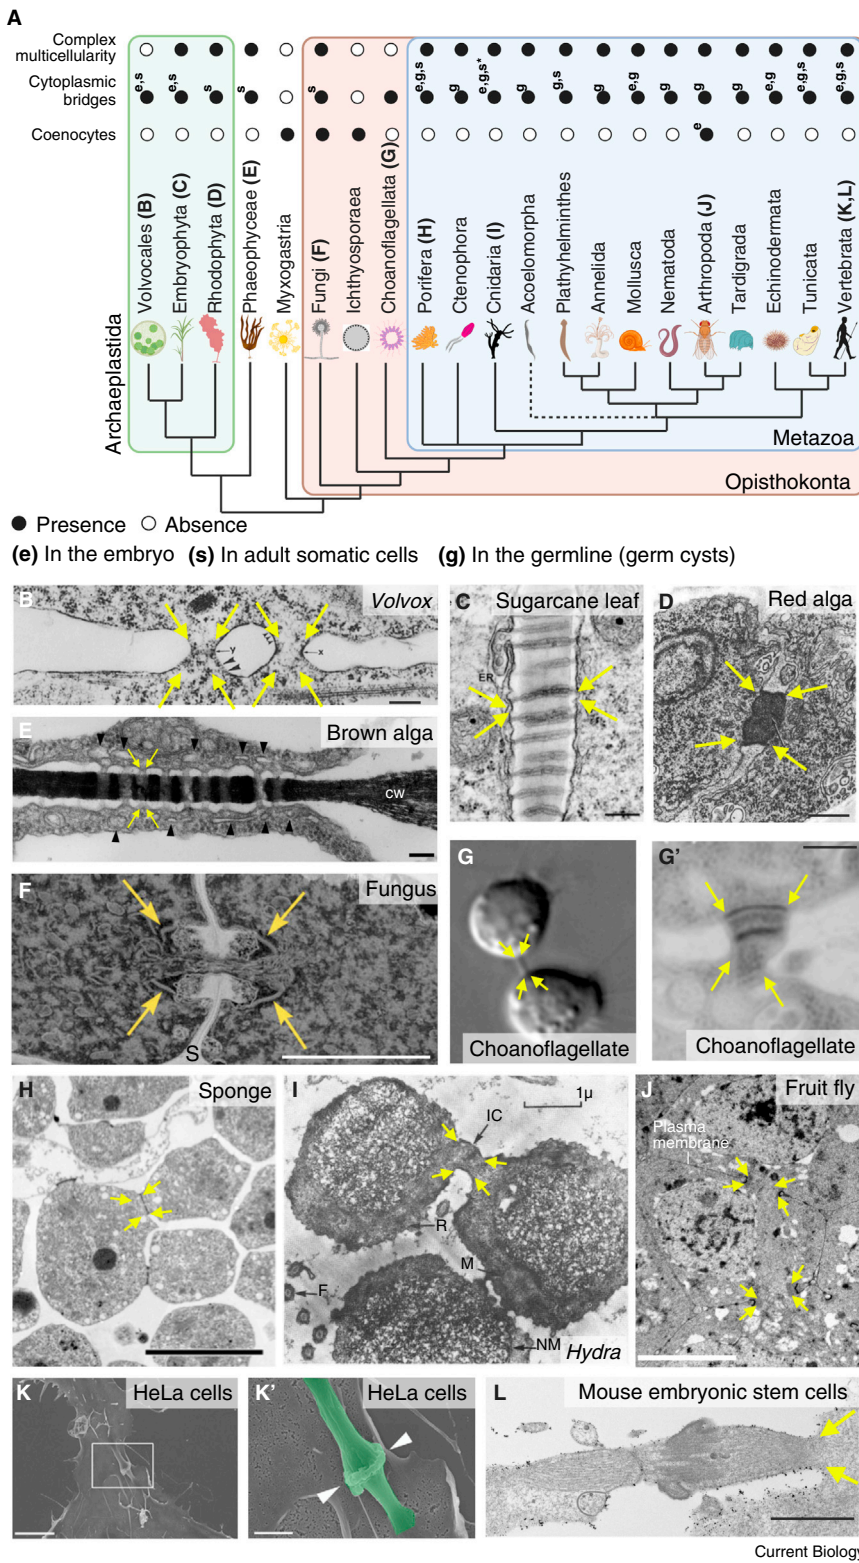 A
Complex
multicellularity
Cytoplasmic
bridges
e,s
e,s
s
s
s
e,g,s
g
e,g,s*
g
g,s
g
e,g
g
g
g
e,g
e,g,s
e,g,s
Coenocytes
e
Volvocales (B)
Embryophyta (C)
Rhodophyta (D)
Phaeophyceae (E)
Myxogastria
Fungi (F)
Ichthyosporaea
Choanoflagellata (G)
Porifera (H)
Ctenophora
Cnidaria (I)
Acoelomorpha
Plathyhelminthes
Annelida
Mollusca
Nematoda
Arthropoda (J)
Tardigrada
Echinodermata
Tunicata
Vertebrata (K,L)
Archaeplastida
Metazoa
Opisthokonta
Presence Absence
(e) In the embryo (s) In adult somatic cells (g) In the germline (germ cysts)
B
Volvox
y
x
C
Sugarcane leaf
ER
D
Red alga
E
Brown alga
cw
F
Fungus
S
G
Choanoflagellate
G’
Choanoflagellate
H
Sponge
I
1μ
IC
R
M
F
NM
Hydra
J
Fruit fly
Plasma
membrane
K
HeLa cells
K’
HeLa cells
L
Mouse embryonic stem cells
Current Biology